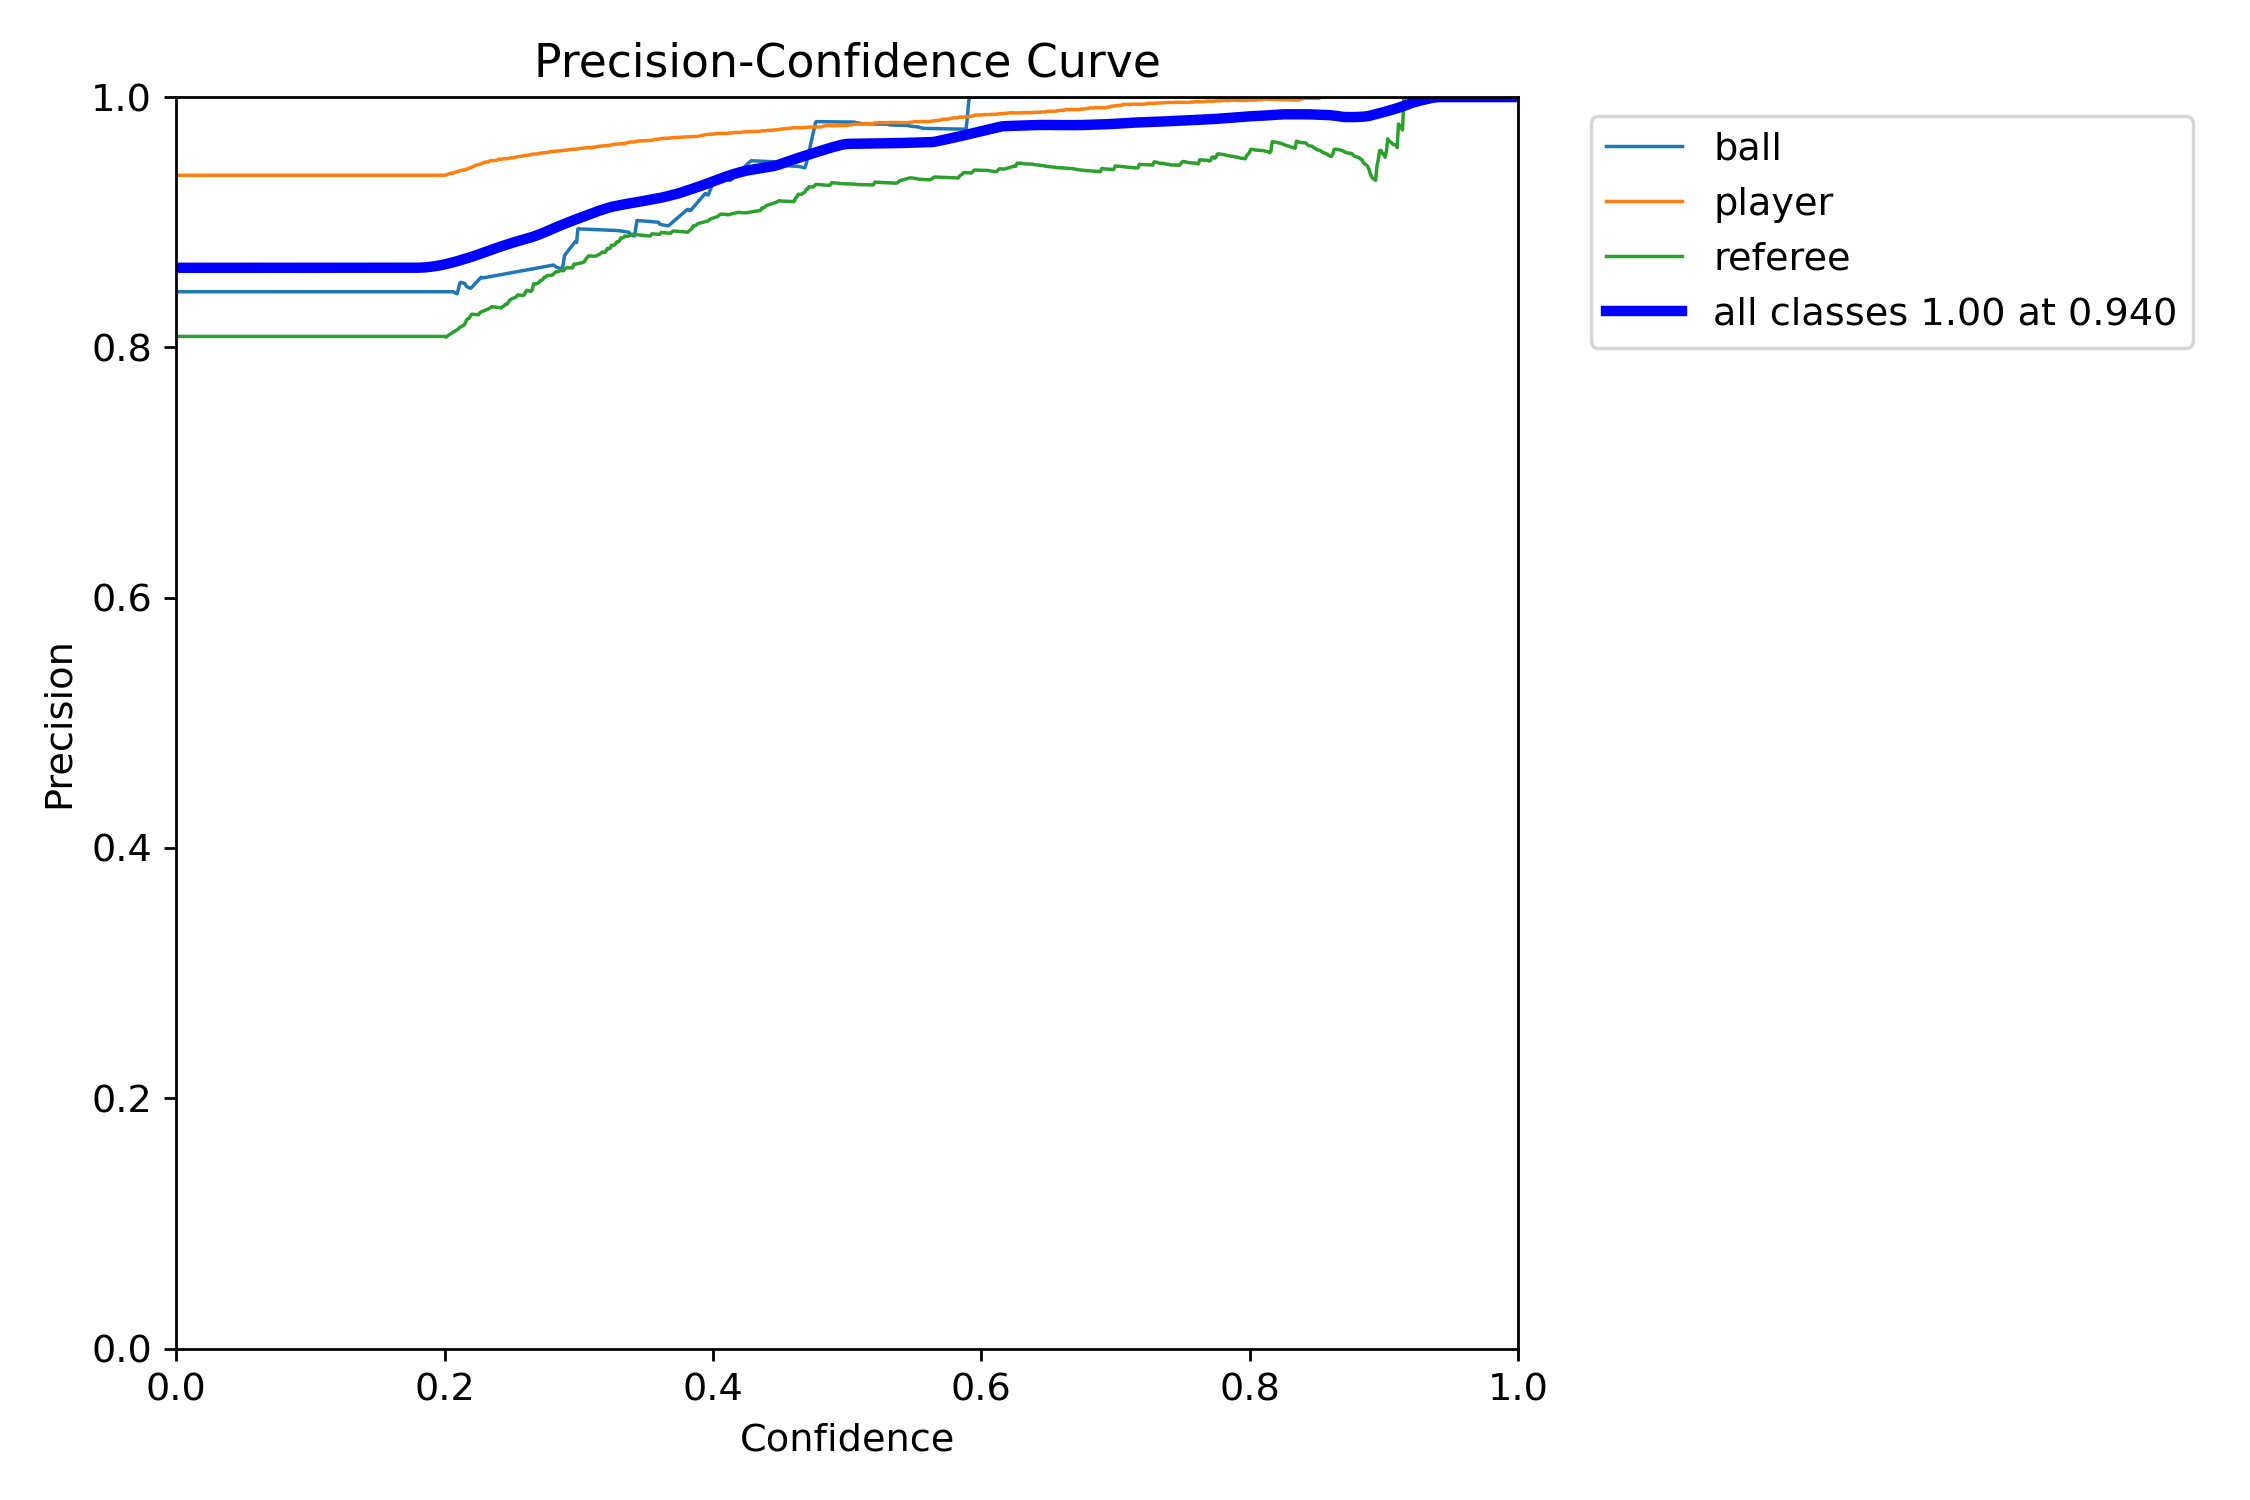 Precision-Confidence Curve
1.0
0.8
0.6
0.4
0.2
0.0
Precision
0.0 0.2 0.4 0.6 0.8 1.0
Confidence
ball
player
referee
all classes 1.00 at 0.940